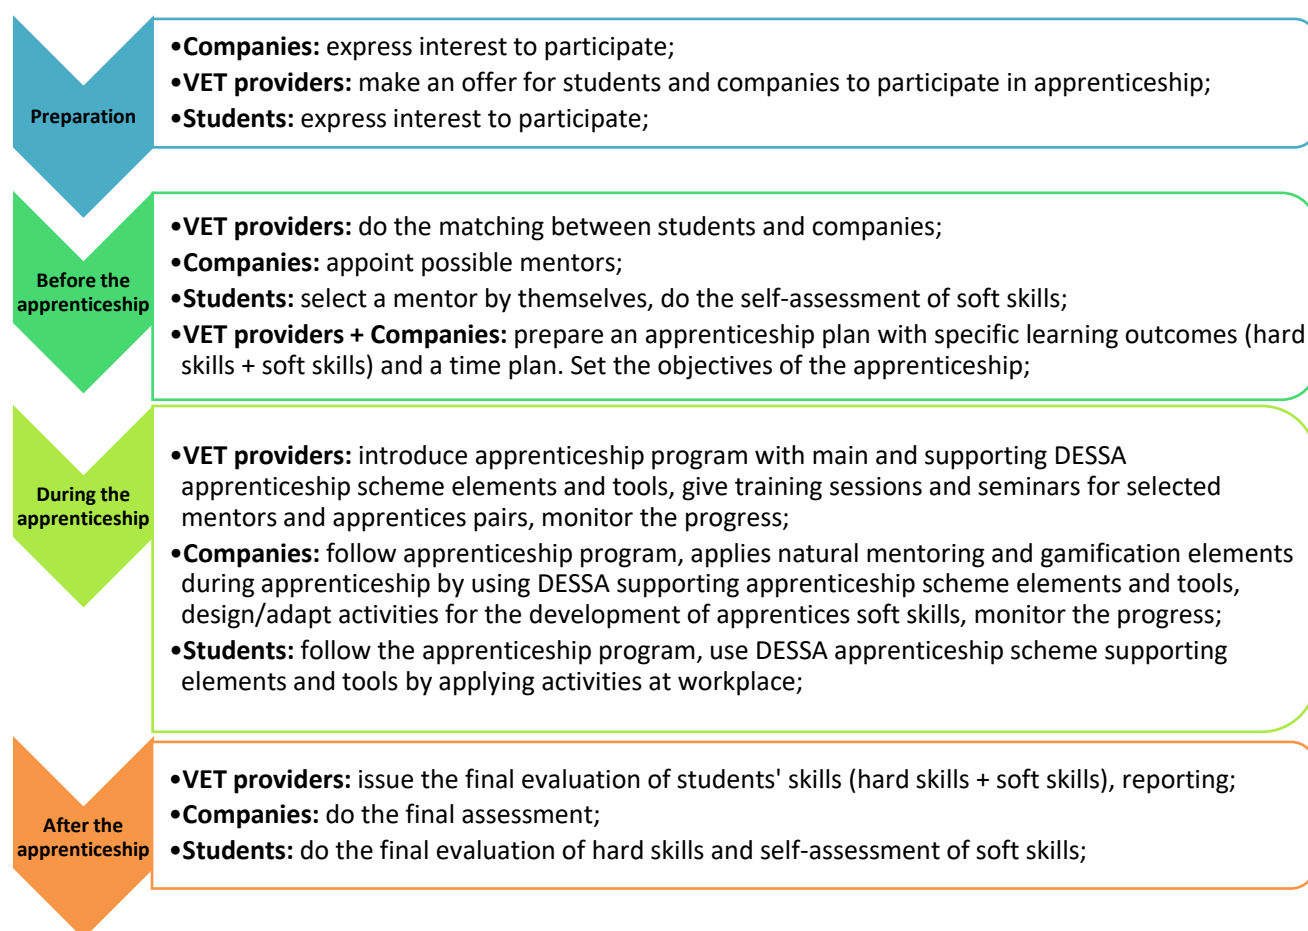 Preparation
•Companies: express interest to participate;
•VET providers: make an offer for students and companies to participate in apprenticeship;
•Students: express interest to participate;
Before the
apprenticeship
•VET providers: do the matching between students and companies;
•Companies: appoint possible mentors;
•Students: select a mentor by themselves, do the self-assessment of soft skills;
•VET providers + Companies: prepare an apprenticeship plan with specific learning outcomes (hard
skills + soft skills) and a time plan. Set the objectives of the apprenticeship;
During the
apprenticeship
•VET providers: introduce apprenticeship program with main and supporting DESSA
apprenticeship scheme elements and tools, give training sessions and seminars for selected
mentors and apprentices pairs, monitor the progress;
•Companies: follow apprenticeship program, applies natural mentoring and gamification elements
during apprenticeship by using DESSA supporting apprenticeship scheme elements and tools,
design/adapt activities for the development of apprentices soft skills, monitor the progress;
•Students: follow the apprenticeship program, use DESSA apprenticeship scheme supporting
elements and tools by applying activities at workplace;
After the
apprenticeship
•VET providers: issue the final evaluation of students' skills (hard skills + soft skills), reporting;
•Companies: do the final assessment;
•Students: do the final evaluation of hard skills and self-assessment of soft skills;